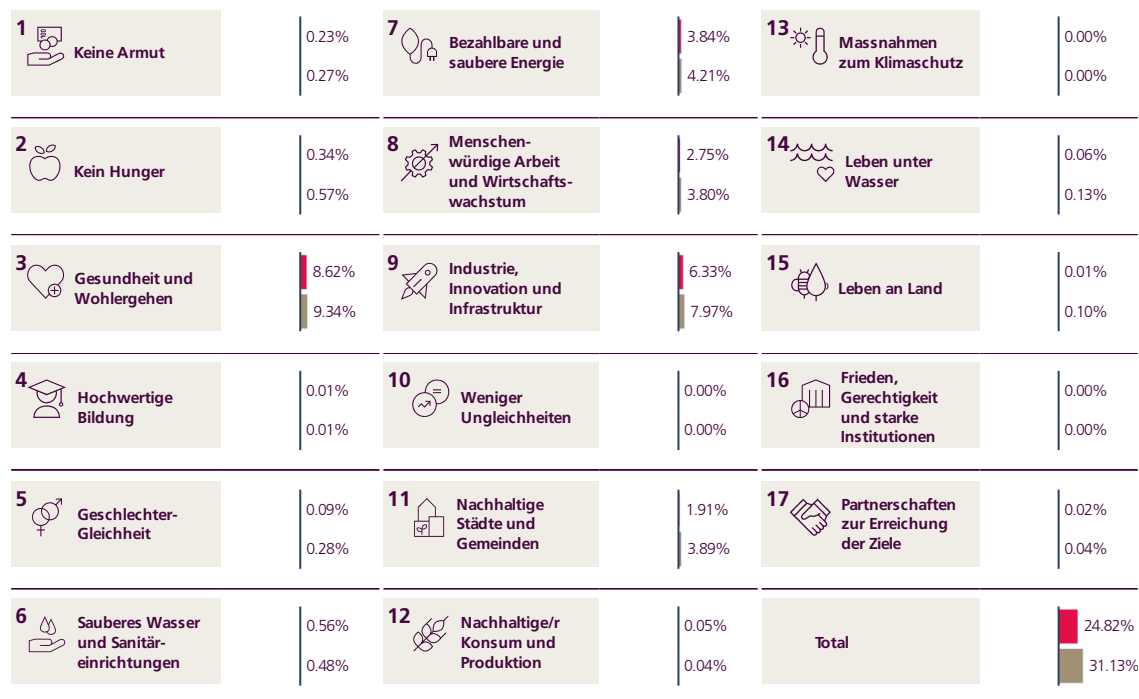 1
Keine Armut
0.23%
0.27%
2
Kein Hunger
0.34%
0.57%
3
Gesundheit und
Wohlergehen
8.62%
9.34%
4
Hochwertige
Bildung
0.01%
0.01%
5
Geschlechter-
Gleichheit
0.09%
0.28%
6
Sauberes Wasser
und Sanitär-
einrichtungen
0.56%
0.48%
7
Bezahlbare und
saubere Energie
3.84%
4.21%
8
Menschen-
würdige Arbeit
und Wirtschafts-
wachstum
2.75%
3.80%
9
Industrie,
Innovation und
Infrastruktur
6.33%
7.97%
10
Weniger
Ungleichheiten
0.00%
0.00%
11
Nachhaltige
Städte und
Gemeinden
1.91%
3.89%
12
Nachhaltige/r
Konsum und
Produktion
0.05%
0.04%
13
Massnahmen
zum Klimaschutz
0.00%
0.00%
14
Leben unter
Wasser
0.06%
0.13%
15
Leben an Land
0.01%
0.10%
16
Frieden,
Gerechtigkeit
und starke
Institutionen
0.00%
0.00%
17
Partnerschaften
zur Erreichung
der Ziele
0.02%
0.04%
Total
24.82%
31.13%